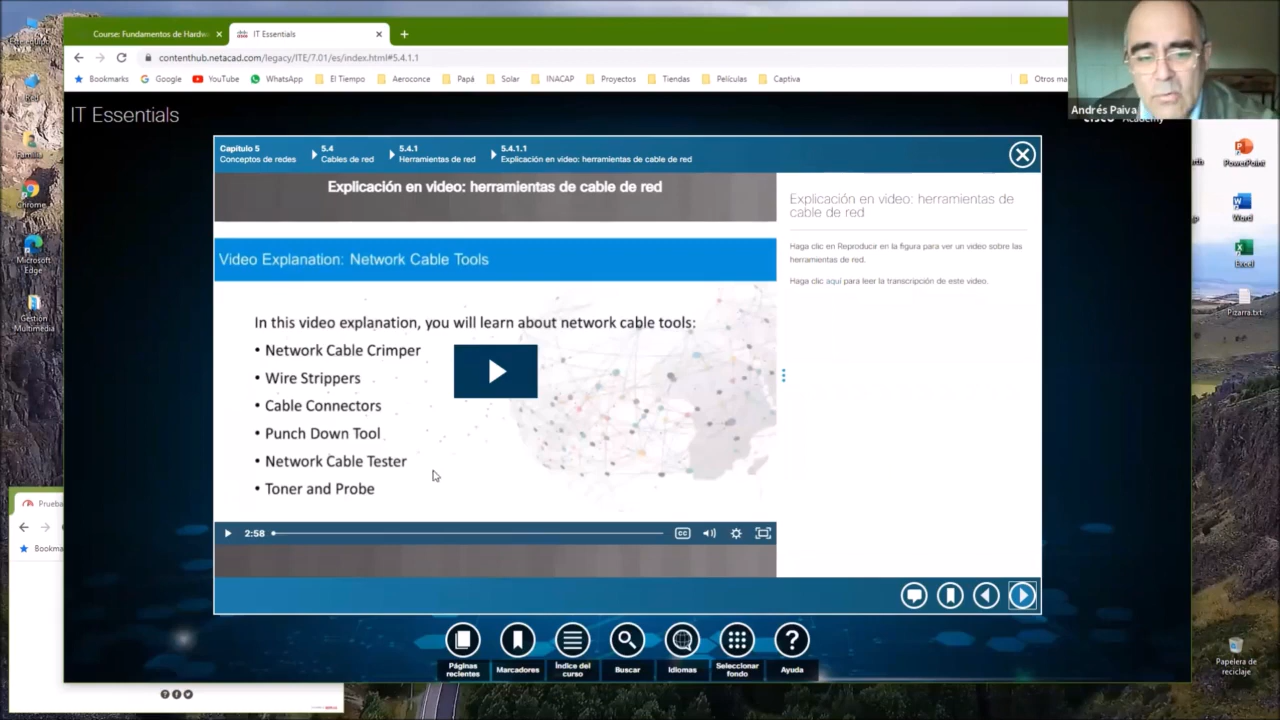 Course: Fundamentos de Hardwa
IT Essentials
contenthub.netacad.com/legacy/ITE/7.01/es/index.html#5.4.1.1
Bookmarks
Google
YouTube
WhatsApp
El Tiempo
Aeroconce
Papá
Solar
INACAP
Proyectos
Tiendas
Películas
Captiva
Otros ma
Andrés Paiva
IT Essentials
Capítulo 5
Conceptos de redes
5.4
Cables de red
5.4.1
Herramientas de red
5.4.1.1
Explicación en video: herramientas de cable de red
Explicación en video: herramientas de cable de red
Video Explanation: Network Cable Tools
In this video explanation, you will learn about network cable tools:
• Network Cable Crimper
• Wire Strippers
• Cable Connectors
• Punch Down Tool
• Network Cable Tester
• Toner and Probe
2:58
CC
Explicación en video: herramientas de
cable de red
Haga clic en Reproducir en la figura para ver un video sobre las
herramientas de red.
Haga clic aquí para leer la transcripción de este video.
Páginas
recientes
Marcadores
Índice del
curso
Buscar
Idiomas
Seleccionar
fondo
Ayuda
Red
Familia
Chrome
Microsoft
Edge
Gestión
Multimedia
Prueba
Bookma
PowerPoint
Word
Excel
Pizarra.txt
Papelera de
reciclaje